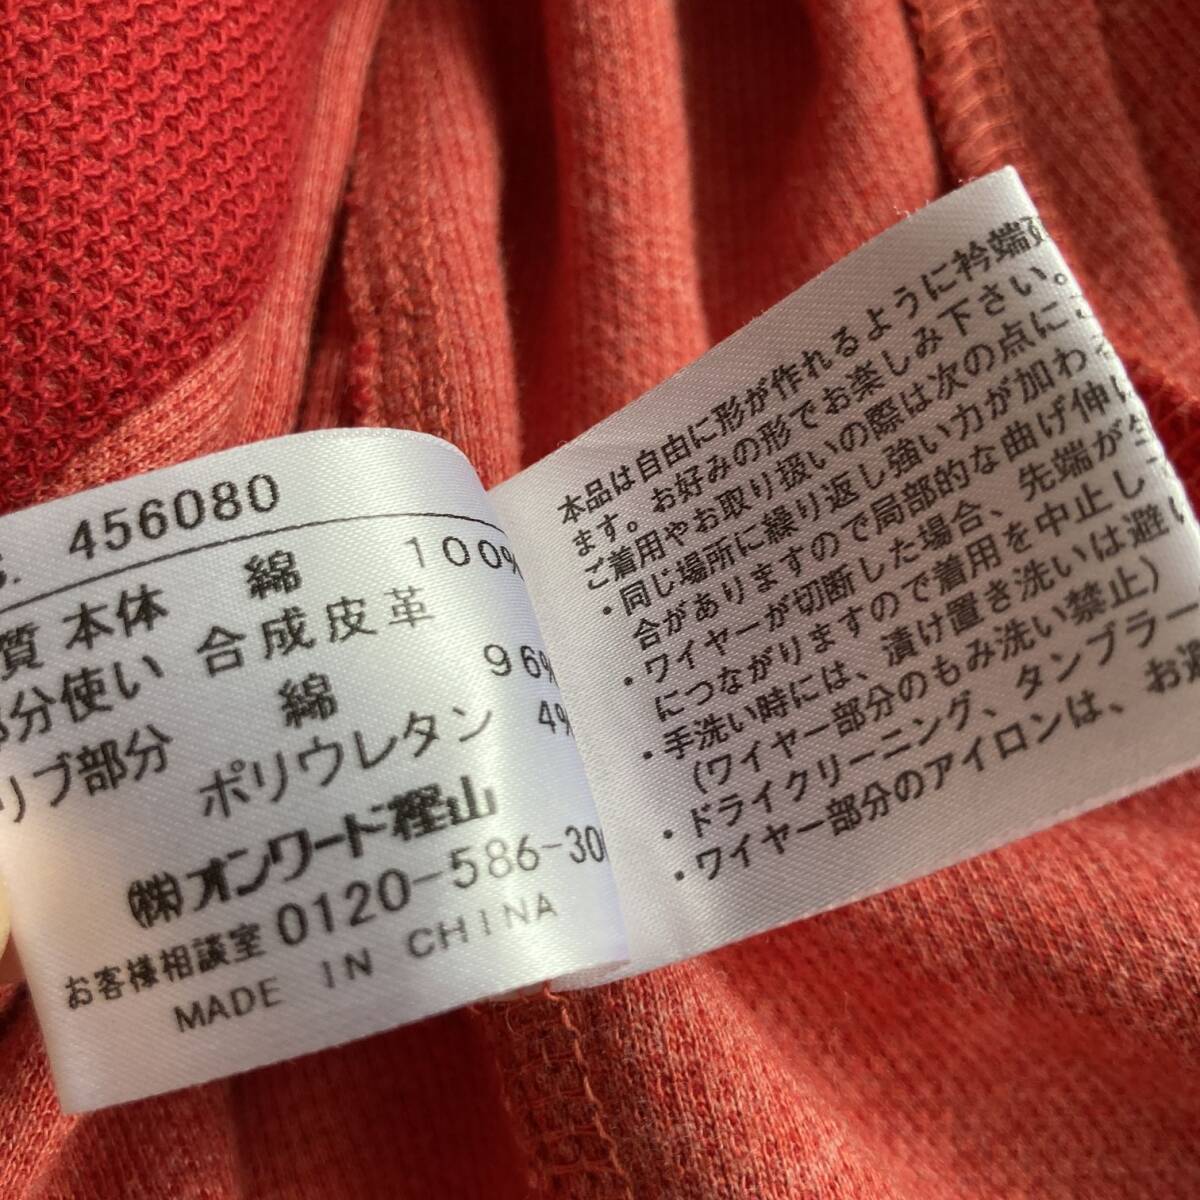 456080
質 本体 綿 100%
部分使い 合成皮革
リブ部分 綿 96%
ポリウレタン 4%
㈱オンワード樫山
お客様相談室 0120-586-30
MADE IN CHINA
本品は自由に形が作れるように衿端
ます。お好みの形でお楽しみ下さい。
ご着用やお取り扱いの際は次の点に
・同じ場所に繰り返し強い力が加わ
合がありますので局部的な曲げ伸
・ワイヤーが切断した場合、先端が
につながりますので着用を中止し
・手洗い時には、漬け置き洗いは避
(ワイヤー部分のもみ洗い禁止)
・ドライクリーニング、タンブラー
・ワイヤー部分のアイロンは、お